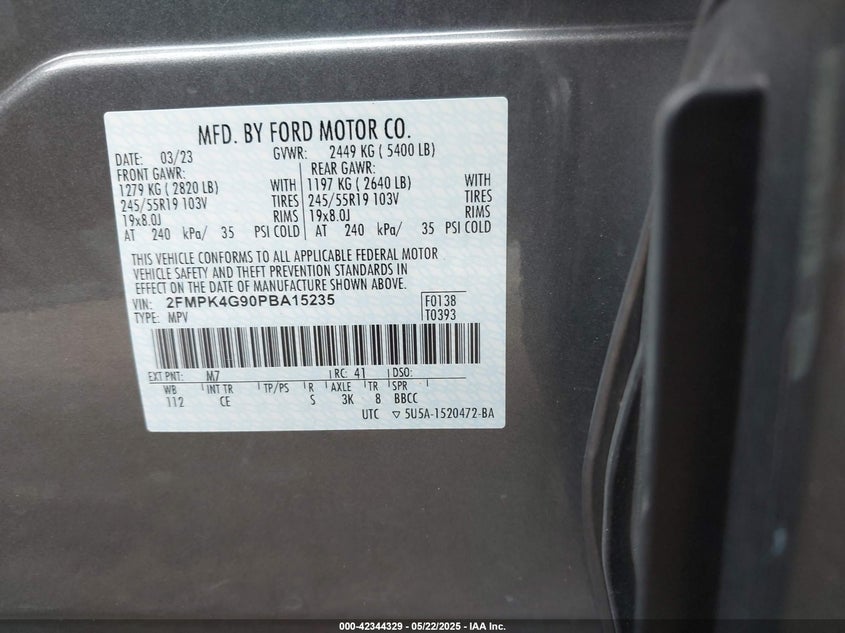 MFD. BY FORD MOTOR CO.
DATE: 03/23 GVWR: 2449 KG ( 5400 LB)
FRONT GAWR: REAR GAWR:
1279 KG ( 2820 LB) WITH 1197 KG ( 2640 LB) WITH
245/55R19 103V TIRES 245/55R19 103V TIRES
19x8.0J RIMS 19x8.0J RIMS
AT 240 kPa/ 35 PSI COLD AT 240 kPa/ 35 PSI COLD
THIS VEHICLE CONFORMS TO ALL APPLICABLE FEDERAL MOTOR
VEHICLE SAFETY AND THEFT PREVENTION STANDARDS IN
EFFECT ON THE DATE OF MANUFACTURE SHOWN ABOVE.
VIN: 2FMPK4G90PBA15235 F0138
TYPE: MPV T0393
EXT PNT: M7 RC: 41 DSO:
WB INT TR TP/PS R AXLE TR SPR
112 CE S 3K 8 BBCC
UTC ▽ 5U5A-1520472-BA
000-42344329 - 05/22/2025 - IAA Inc.